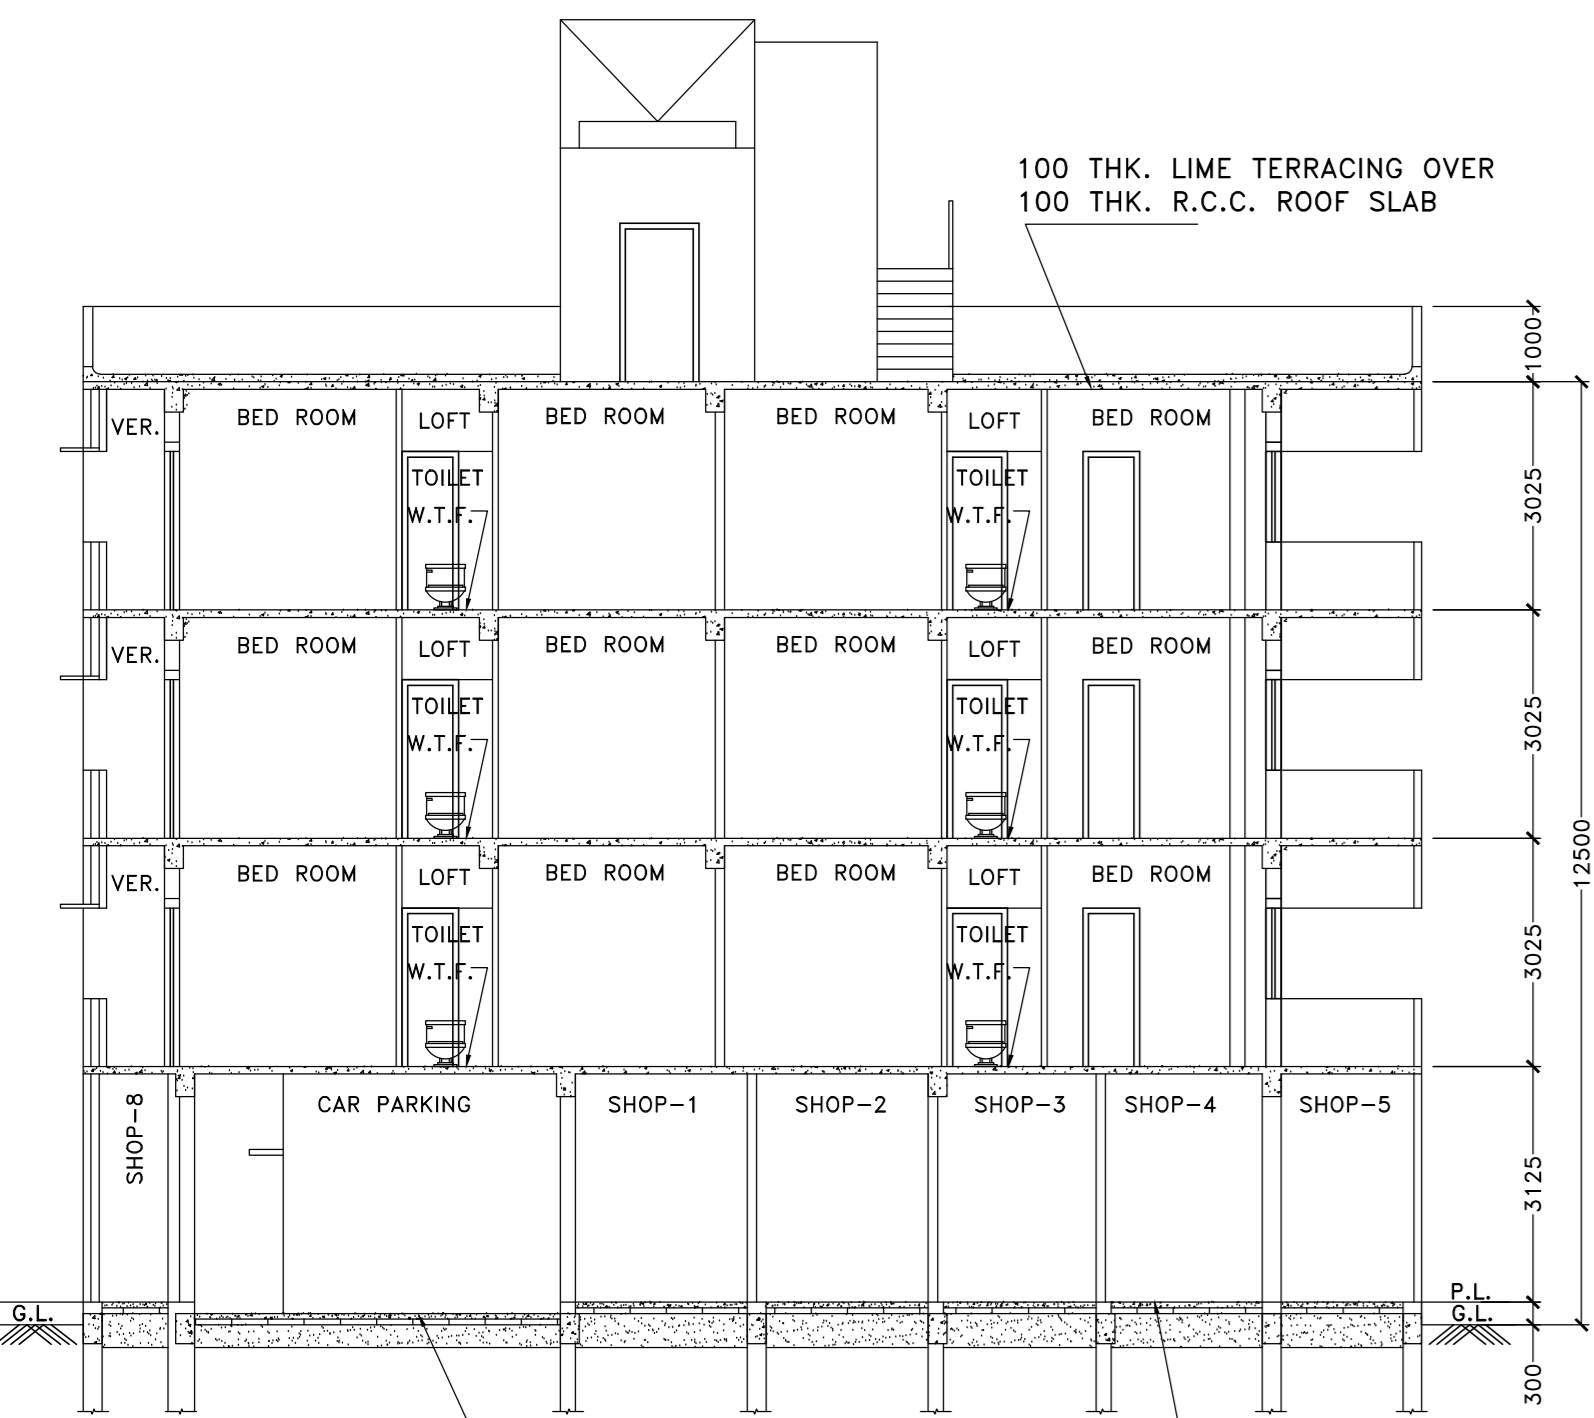 100 THK. LIME TERRACING OVER
100 THK. R.C.C. ROOF SLAB
1000
VER.
BED ROOM
LOFT
BED ROOM
BED ROOM
LOFT
BED ROOM
TOILET
TOILET
W.T.F.
W.T.F.
3025
VER.
BED ROOM
LOFT
BED ROOM
BED ROOM
LOFT
BED ROOM
TOILET
TOILET
W.T.F.
W.T.F.
3025
12500
VER.
BED ROOM
LOFT
BED ROOM
BED ROOM
LOFT
BED ROOM
TOILET
TOILET
W.T.F.
W.T.F.
3025
SHOP-8
CAR PARKING
SHOP-1
SHOP-2
SHOP-3
SHOP-4
SHOP-5
3125
P.L.
G.L.
G.L.
300